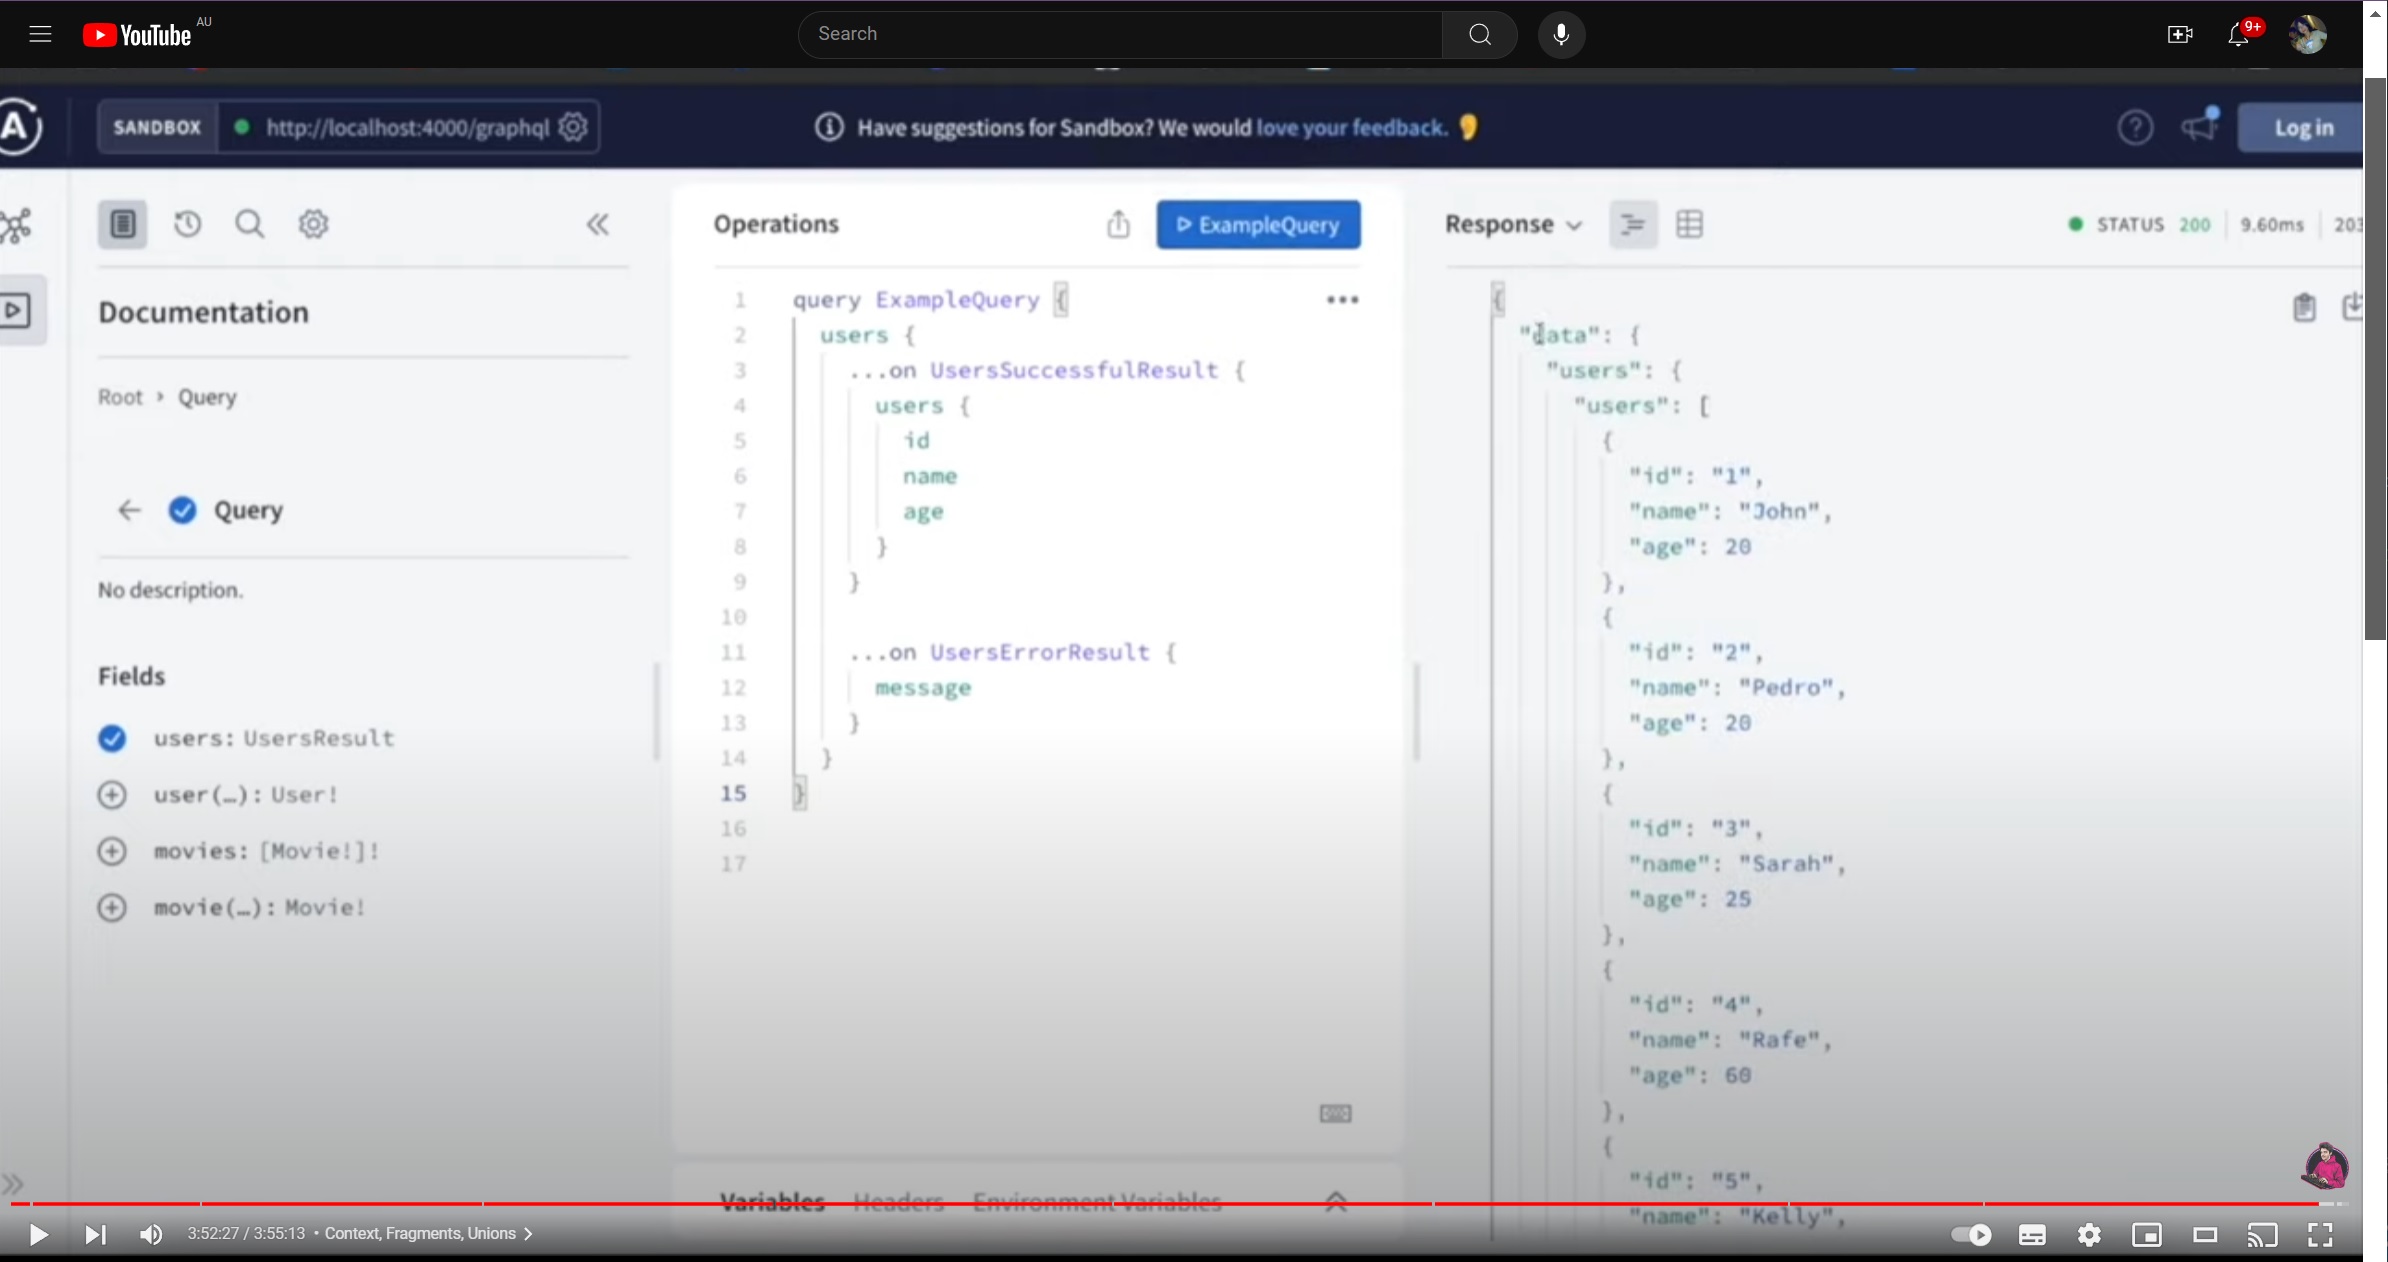 YouTube AU
Search
9+
SANDBOX http://localhost:4000/graphql
Have suggestions for Sandbox? We would love your feedback.
Log in
Documentation
Root › Query
Query
No description.
Fields
users: UsersResult
user(…): User!
movies: [Movie!]!
movie(…): Movie!
Operations
ExampleQuery
1 query ExampleQuery {
2 users {
3 ...on UsersSuccessfulResult {
4 users {
5 id
6 name
7 age
8 }
9 }
10
11 ...on UsersErrorResult {
12 message
13 }
14 }
15 }
16
17
Variables Headers Environment Variables
Response
STATUS 200 9.60ms 203
{
"data": {
"users": {
"users": [
{
"id": "1",
"name": "John",
"age": 20
},
{
"id": "2",
"name": "Pedro",
"age": 20
},
{
"id": "3",
"name": "Sarah",
"age": 25
},
{
"id": "4",
"name": "Rafe",
"age": 60
},
{
"id": "5",
"name": "Kelly",
3:52:27 / 3:55:13 • Context, Fragments, Unions